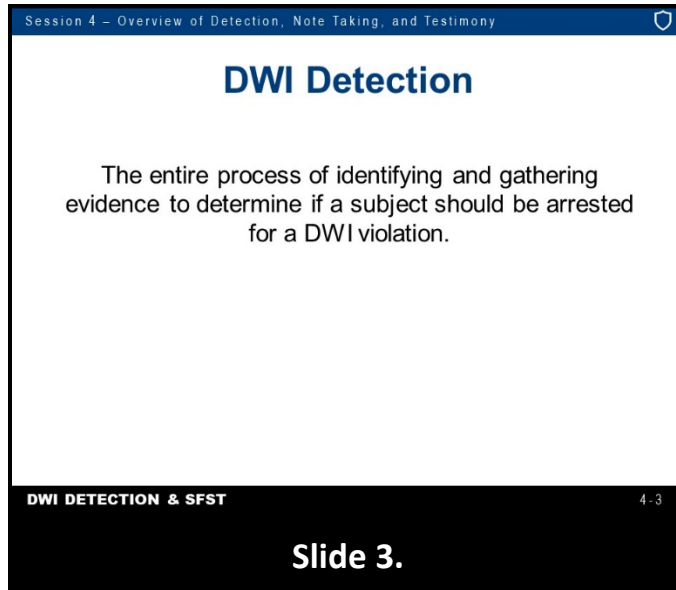 Session 4 – Overview of Detection, Note Taking, and Testimony
DWI Detection
The entire process of identifying and gathering
evidence to determine if a subject should be arrested
for a DWI violation.
DWI DETECTION & SFST
4-3
Slide 3.